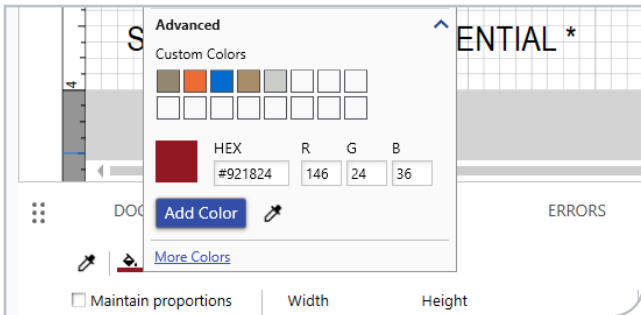 Advanced
S ENTIAL *
Custom Colors
4
HEX R G B
#921824 146 24 36
Add Color
DOC ERRORS
More Colors
Maintain proportions Width Height